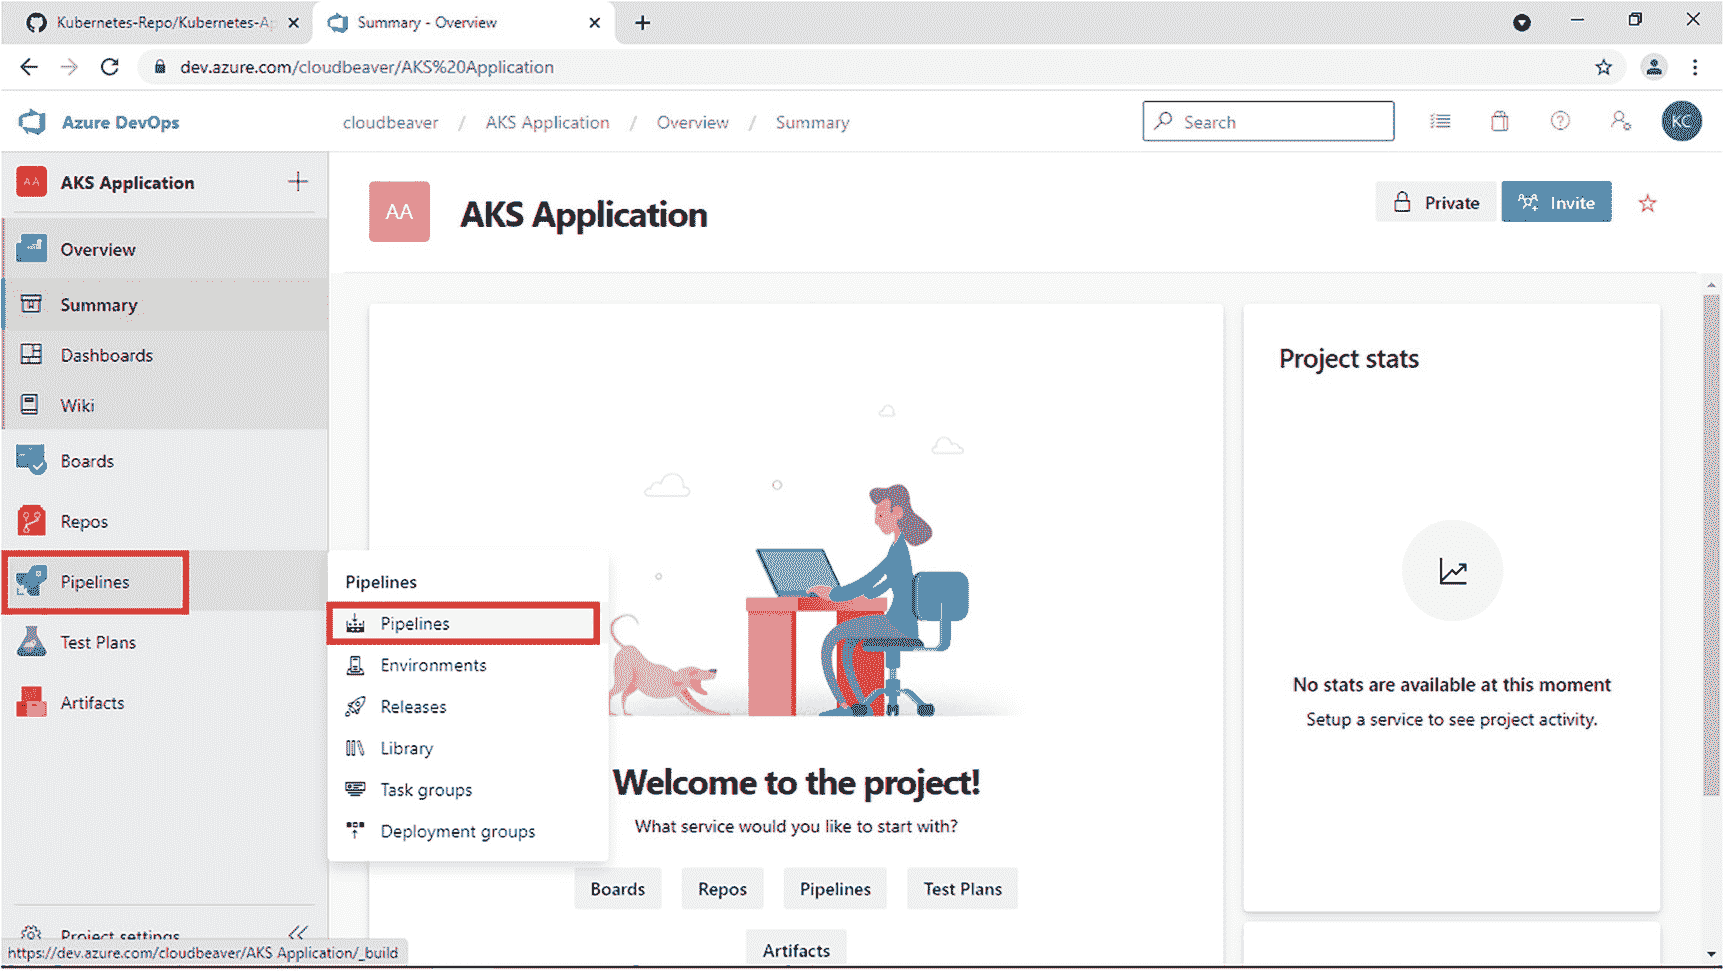 Kubernetes-Repo/Kubernetes-Ap
Summary - Overview
dev.azure.com/cloudbeaver/AKS%20Application
Azure DevOps
cloudbeaver / AKS Application / Overview / Summary
Search
KC
AA
AKS Application
Overview
Summary
Dashboards
Wiki
Boards
Repos
Pipelines
Test Plans
Artifacts
Project settings
https://dev.azure.com/cloudbeaver/AKS Application/_build
Pipelines
Pipelines
Environments
Releases
Library
Task groups
Deployment groups
AA
AKS Application
Private
Invite
Welcome to the project!
What service would you like to start with?
Boards
Repos
Pipelines
Test Plans
Artifacts
Project stats
No stats are available at this moment
Setup a service to see project activity.